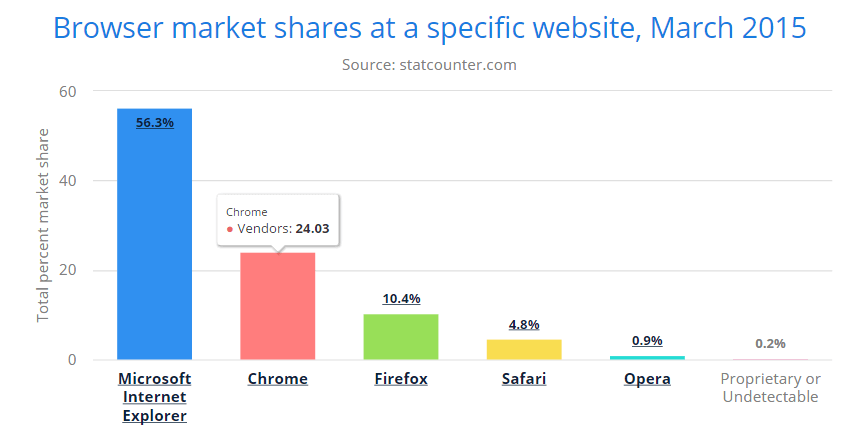 Browser market shares at a specific website, March 2015
Source: statcounter.com
Total percent market share
60
40
20
0
56.3%
Chrome
● Vendors: 24.03
10.4%
4.8%
0.9%
0.2%
Microsoft
Internet
Explorer
Chrome
Firefox
Safari
Opera
Proprietary or
Undetectable